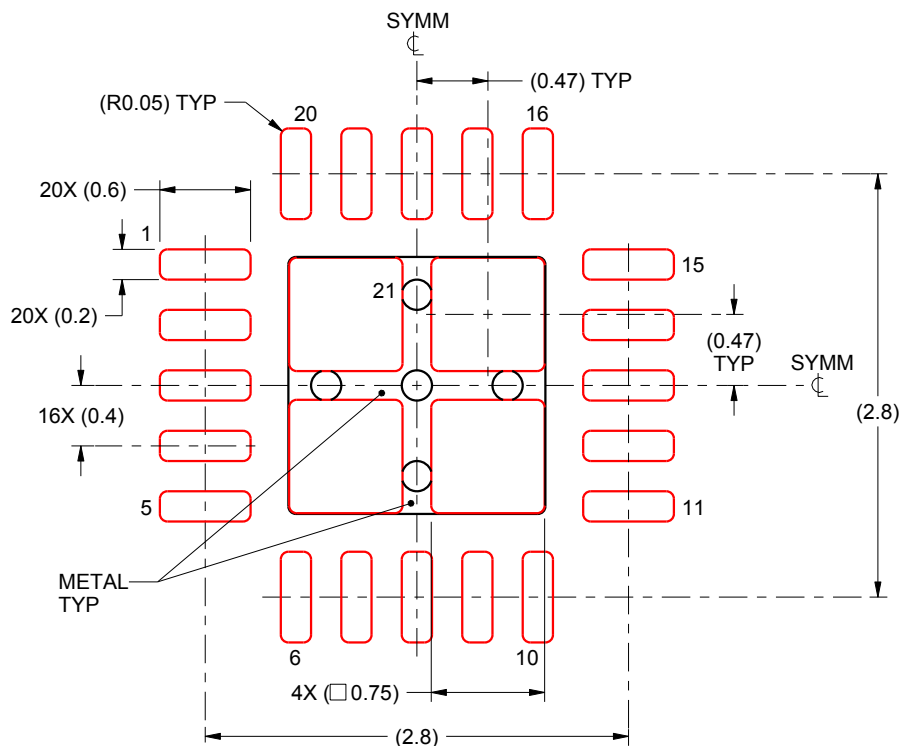 SYMM
℄
(0.47) TYP
(R0.05) TYP
20
16
20X (0.6)
1
15
21
20X (0.2)
(0.47)
TYP
SYMM
℄
16X (0.4)
(2.8)
5
11
METAL
TYP
6
10
4X (□ 0.75)
(2.8)